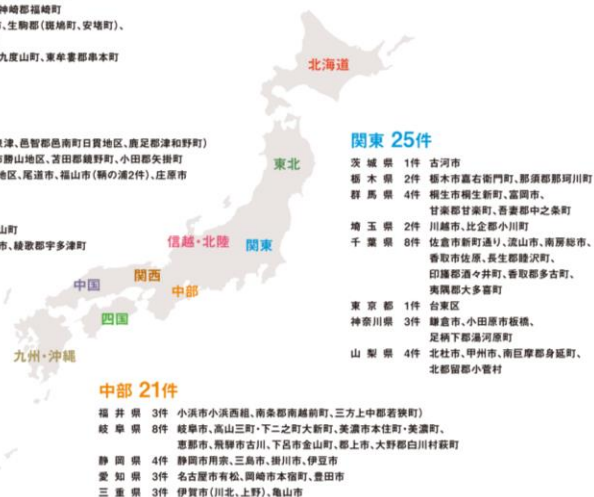 神崎郡福崎町
、生駒郡(斑鳩町、安堵町)、
九度山町、東牟婁郡串本町
津、邑智郡邑南町日貫地区、鹿足郡津和野町)
勝山地区、苫田郡鏡野町、小田郡矢掛町
地区、尾道市、福山市(鞆の浦2件)、庄原市
山町
市、綾歌郡宇多津町
北海道
東北
信越・北陸
関東
関西
中国
中部
四国
九州・沖縄
関東 25件
茨城県 1件 古河市
栃木県 2件 栃木市嘉右衛門町、那須郡那珂川町
群馬県 4件 桐生市桐生新町、富岡市、
甘楽郡甘楽町、吾妻郡中之条町
埼玉県 2件 川越市、比企郡小川町
千葉県 8件 佐倉市新町通り、流山市、南房総市、
香取市佐原、長生郡睦沢町、
印旛郡酒々井町、香取郡多古町、
夷隅郡大多喜町
東京都 1件 台東区
神奈川県 3件 鎌倉市、小田原市板橋、
足柄下郡湯河原町
山梨県 4件 北杜市、甲州市、南巨摩郡身延町、
北都留郡小菅村
中部 21件
福井県 3件 小浜市小浜西組、南条郡南越前町、三方上中郡若狭町)
岐阜県 8件 岐阜市、高山三町・下二之町大新町、美濃市本住町・美濃町、
恵那市、飛騨市古川、下呂市金山町、郡上市、大野郡白川村荻町
静岡県 4件 静岡市用宗、三島市、掛川市、伊豆市
愛知県 3件 名古屋市有松、岡崎市本宿町、豊田市
三重県 3件 伊賀市(川北、上野)、亀山市